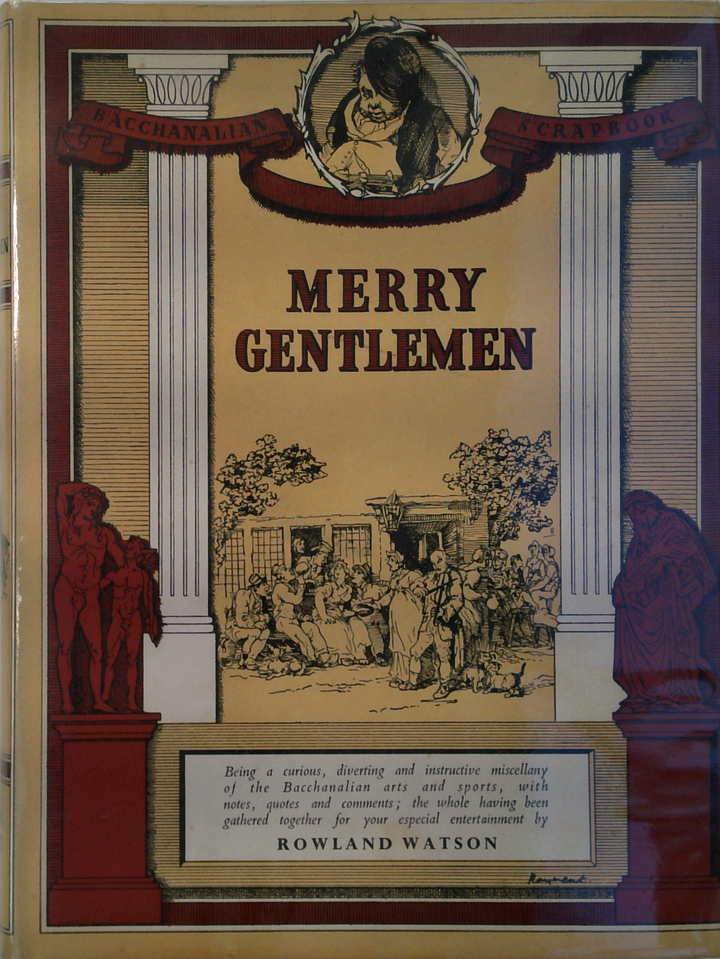 BACCHANALIAN SCRAPBOOK
MERRY
GENTLEMEN
Being a curious, diverting and instructive miscellany
of the Bacchanalian arts and sports, with
notes, quotes and comments; the whole having been
gathered together for your especial entertainment by
ROWLAND WATSON